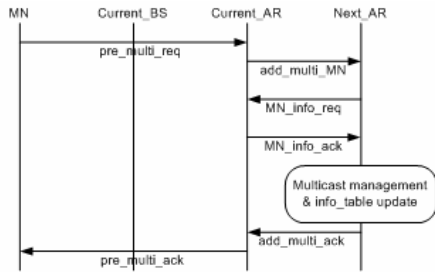 MN Current_BS Current_AR Next_AR
pre_multi_req
add_multi_MN
MN_info_req
MN_info_ack
Multicast management
& info_table update
add_multi_ack
pre_multi_ack